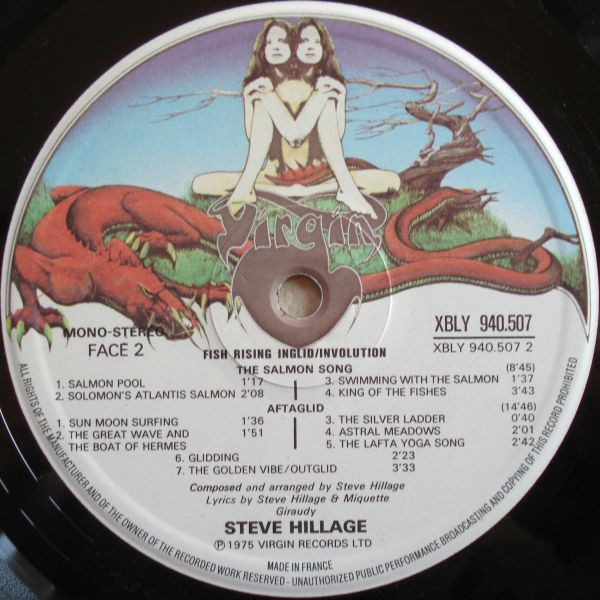 Virgin
MONO-STEREO
FACE 2
XBLY 940.507
XBLY 940.507 2
FISH RISING INGLID/INVOLUTION
THE SALMON SONG (8'45)
1. SALMON POOL 1'17
2. SOLOMON'S ATLANTIS SALMON 2'08
3. SWIMMING WITH THE SALMON 1'37
4. KING OF THE FISHES 3'43
AFTAGLID (14'46)
1. SUN MOON SURFING 1'36
2. THE GREAT WAVE AND 1'51
THE BOAT OF HERMES
3. THE SILVER LADDER 0'40
4. ASTRAL MEADOWS 2'01
5. THE LAFTA YOGA SONG 2'42
6. GLIDDING 2'23
7. THE GOLDEN VIBE/OUTGLID 3'33
Composed and arranged by Steve Hillage
Lyrics by Steve Hillage & Miquette
Giraudy
STEVE HILLAGE
℗1975 VIRGIN RECORDS LTD
MADE IN FRANCE
ALL RIGHTS OF THE MANUFACTURER AND OF THE OWNER OF THE RECORDED WORK RESERVED - UNAUTHORIZED PUBLIC PERFORMANCE BROADCASTING AND COPYING OF THIS RECORD PROHIBITED